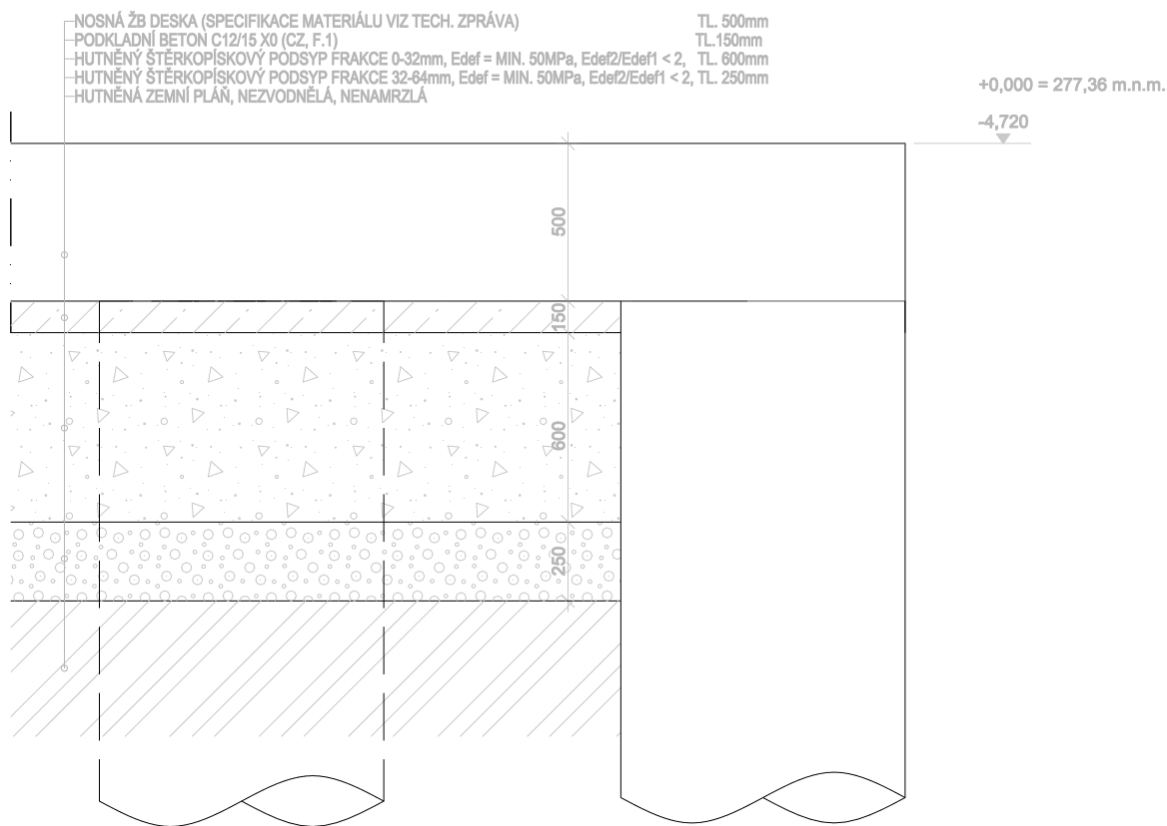 NOSNÁ ŽB DESKA (SPECIFIKACE MATERIÁLU VIZ TECH. ZPRÁVA) TL. 500mm
PODKLADNÍ BETON C12/15 X0 (CZ, F.1) TL.150mm
HUTNĚNÝ ŠTĚRKOPÍSKOVÝ PODSYP FRAKCE 0-32mm, Edef = MIN. 50MPa, Edef2/Edef1 < 2, TL. 600mm
HUTNĚNÝ ŠTĚRKOPÍSKOVÝ PODSYP FRAKCE 32-64mm, Edef = MIN. 50MPa, Edef2/Edef1 < 2, TL. 250mm
HUTNĚNÁ ZEMNÍ PLÁŇ, NEZVODNĚLÁ, NENAMRZLÁ
+0,000 = 277,36 m.n.m.
-4,720
500
150
600
250